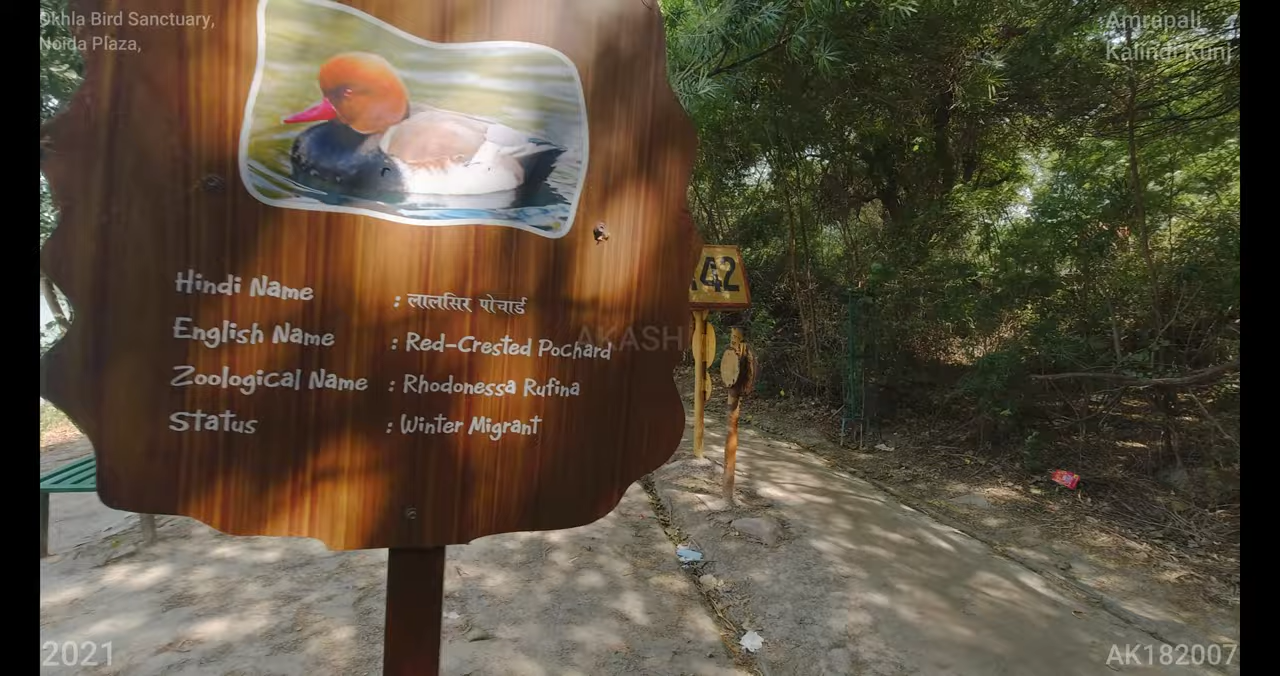 Okhla Bird Sanctuary,
Noida Plaza,
Amrapali
Kalindi Kunj
Hindi Name : लालसिर पोचार्ड
English Name : Red-Crested Pochard
Zoological Name : Rhodonessa Rufina
Status : Winter Migrant
42
AKASH
2021
AK182007